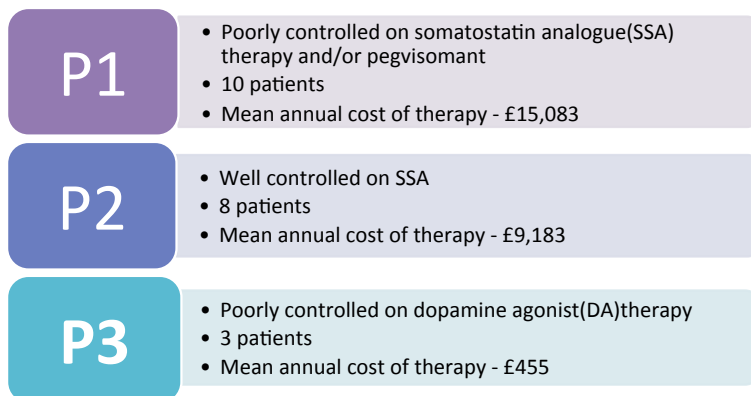 P1
• Poorly controlled on somatostatin analogue(SSA)
therapy and/or pegvisomant
• 10 patients
• Mean annual cost of therapy - £15,083
P2
• Well controlled on SSA
• 8 patients
• Mean annual cost of therapy - £9,183
P3
• Poorly controlled on dopamine agonist(DA)therapy
• 3 patients
• Mean annual cost of therapy - £455